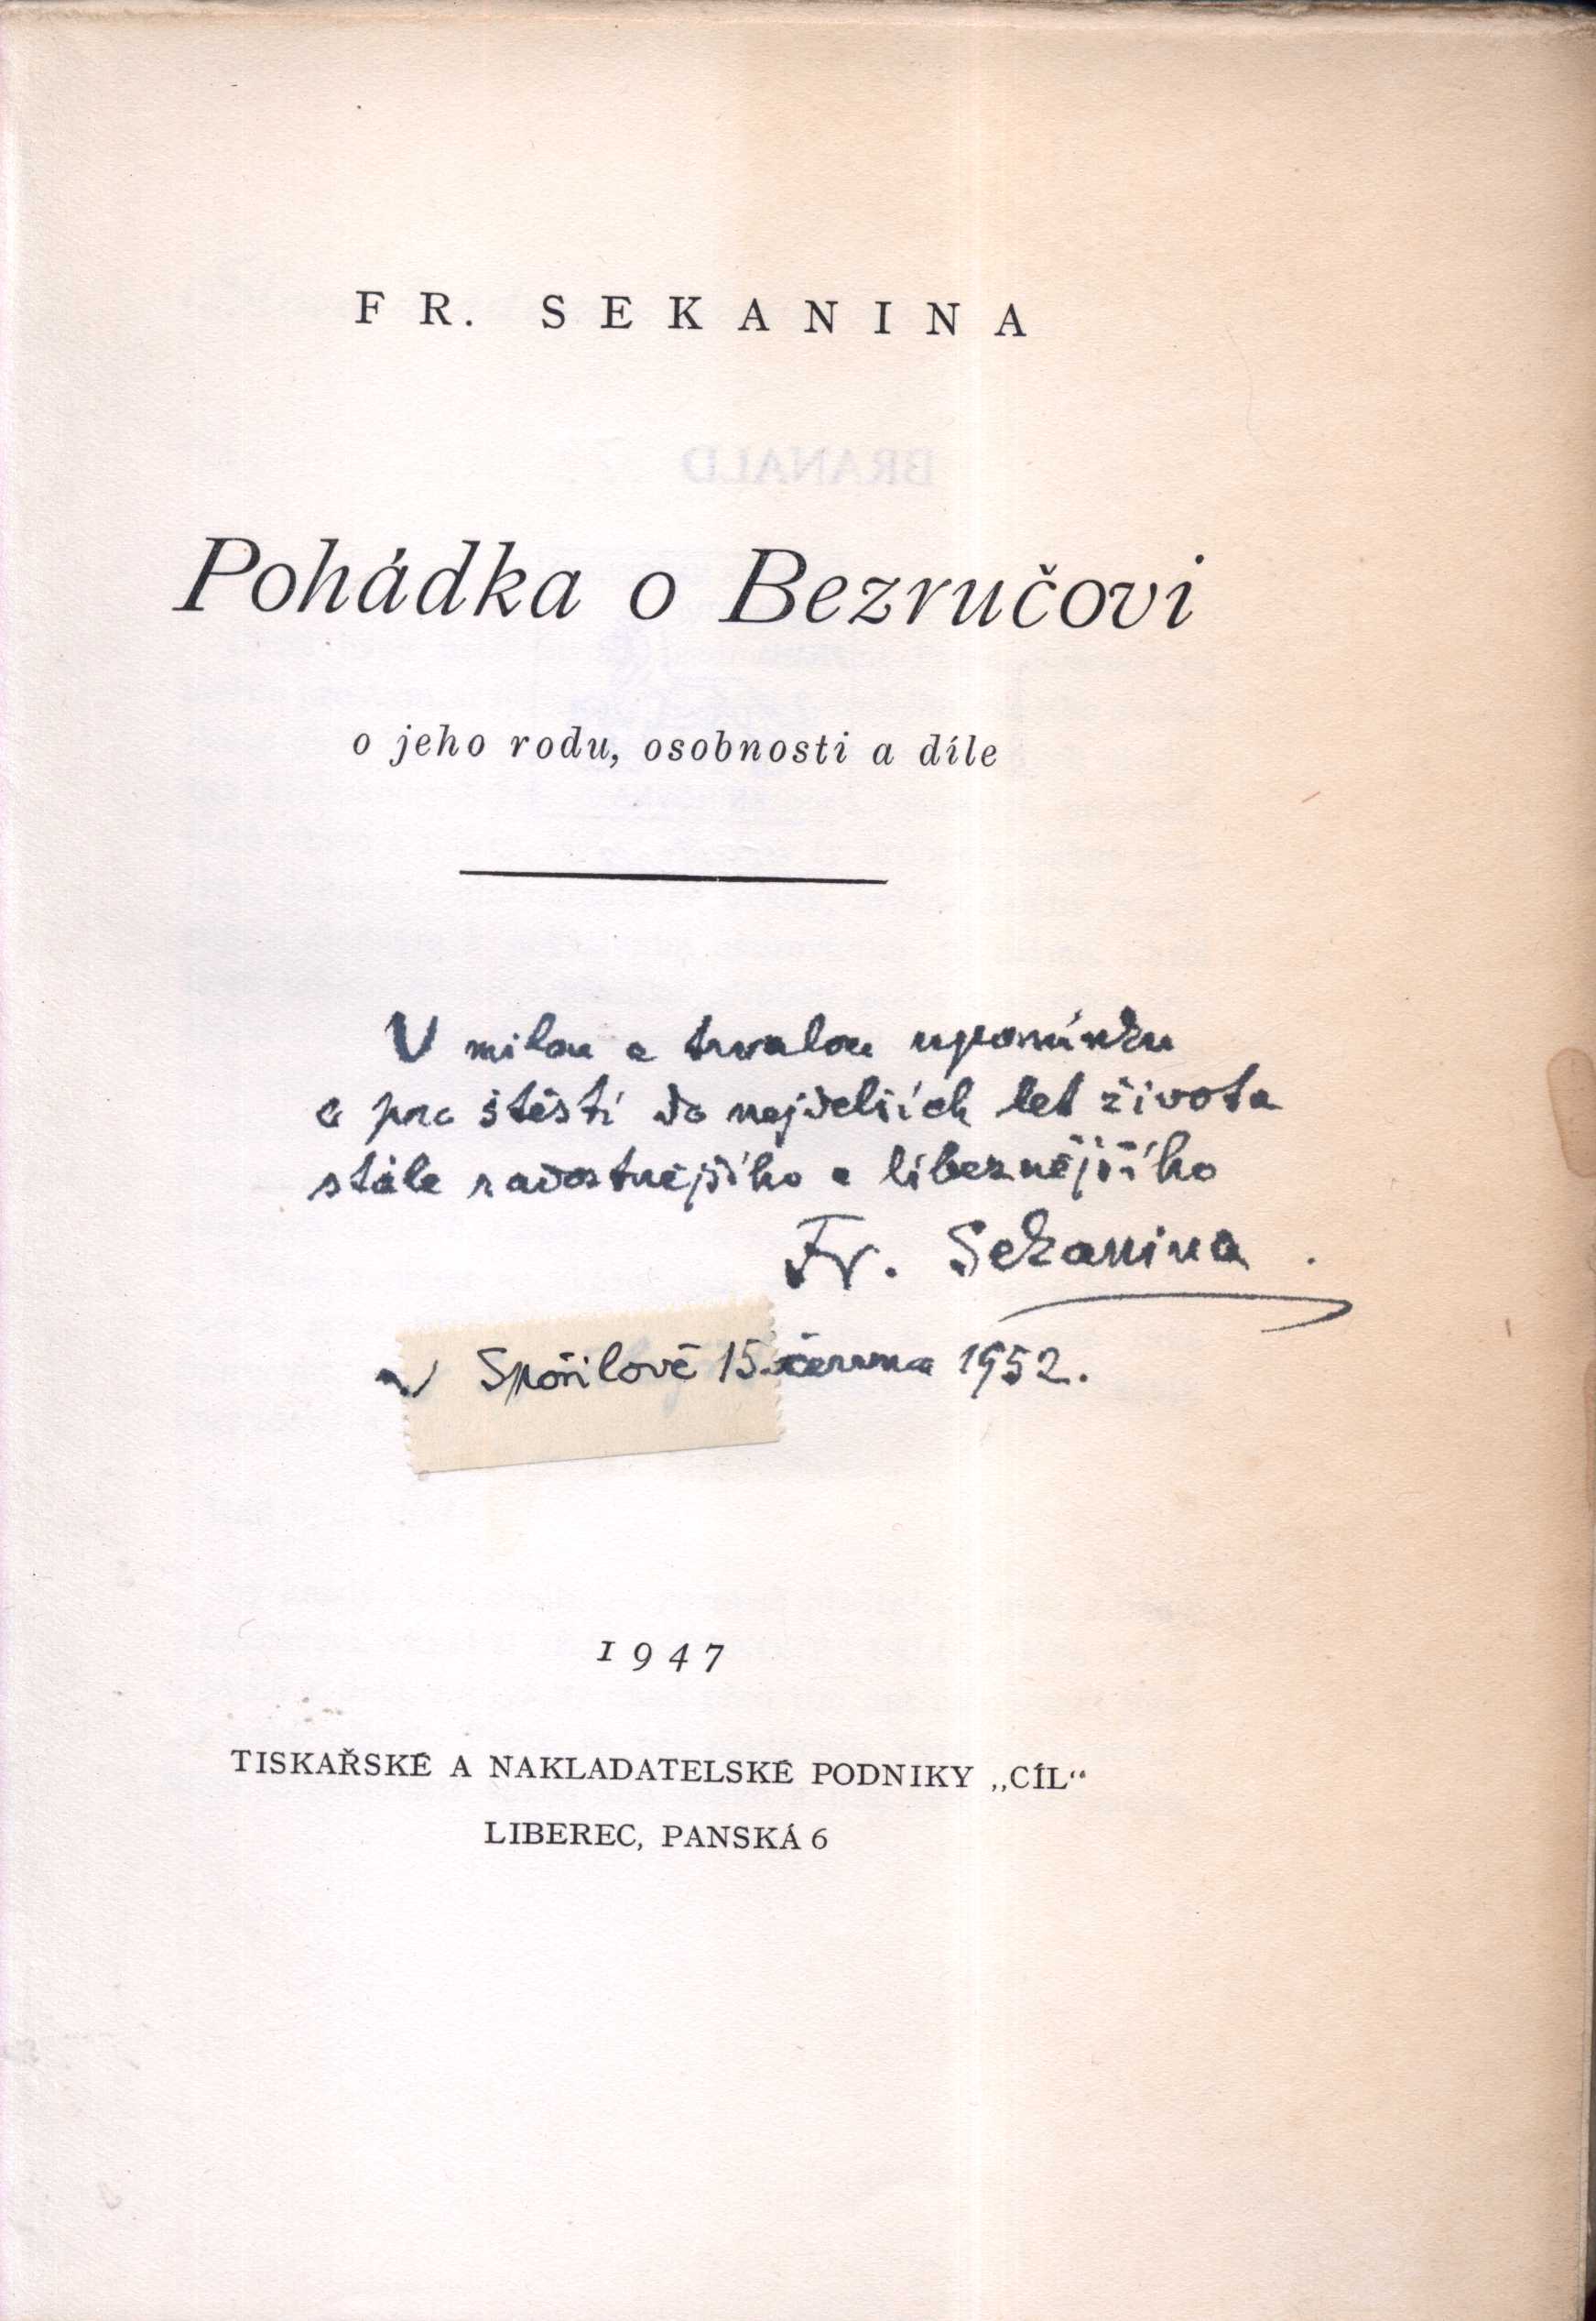 FR. SEKANINA
BRANALD
Pohádka o Bezručovi
o jeho rodu, osobnosti a díle
V milou a trvalou upomínku
a pro štěstí do nejdelších let života
stále radostnějšího a líbeznějšího
Fr. Sekanina.
Spořilově 15. června 1952.
1947
TISKAŘSKÉ A NAKLADATELSKÉ PODNIKY „CÍL“
LIBEREC, PANSKÁ 6